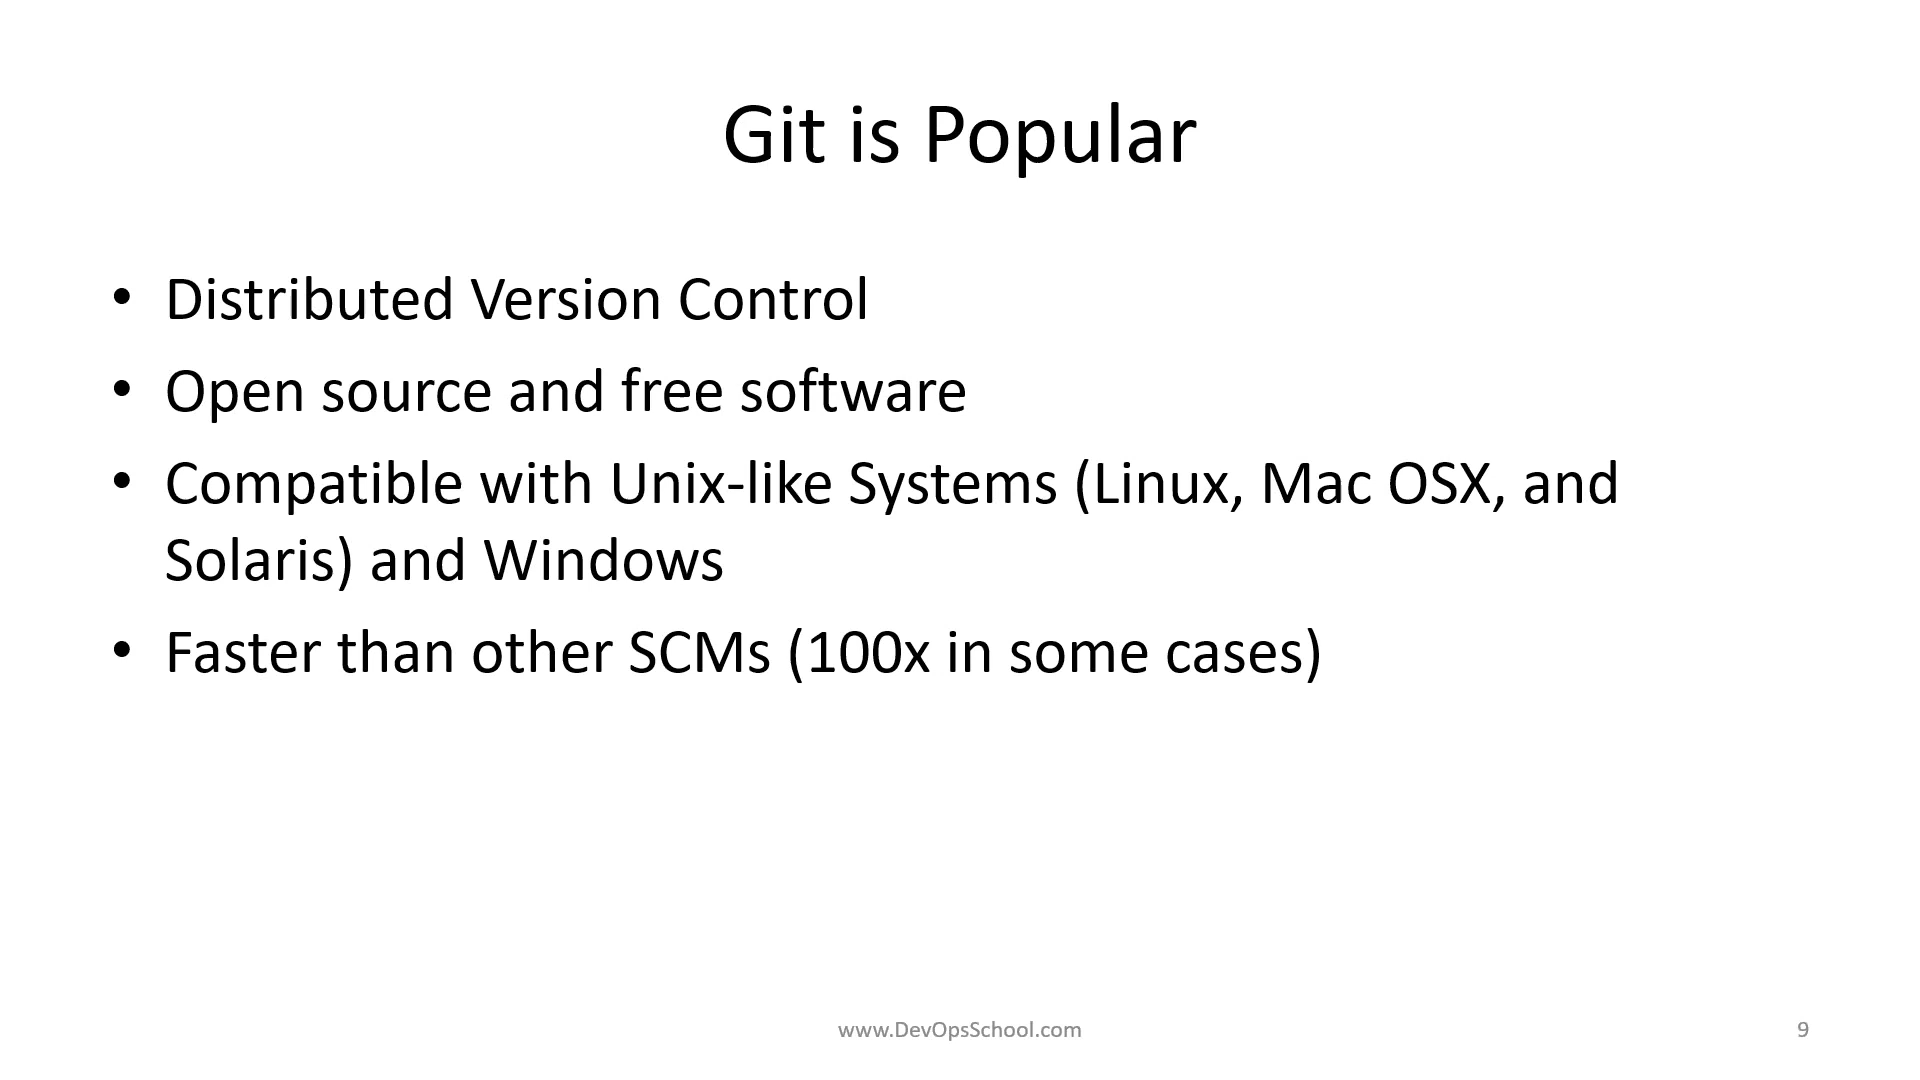 Git is Popular
• Distributed Version Control
• Open source and free software
• Compatible with Unix-like Systems (Linux, Mac OSX, and
Solaris) and Windows
• Faster than other SCMs (100x in some cases)
www.DevOpsSchool.com
9